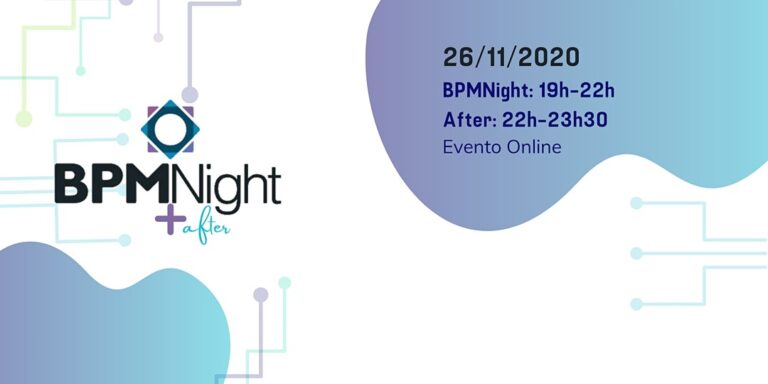 BPMNight
+after
26/11/2020
BPMNight: 19h-22h
After: 22h-23h30
Evento Online